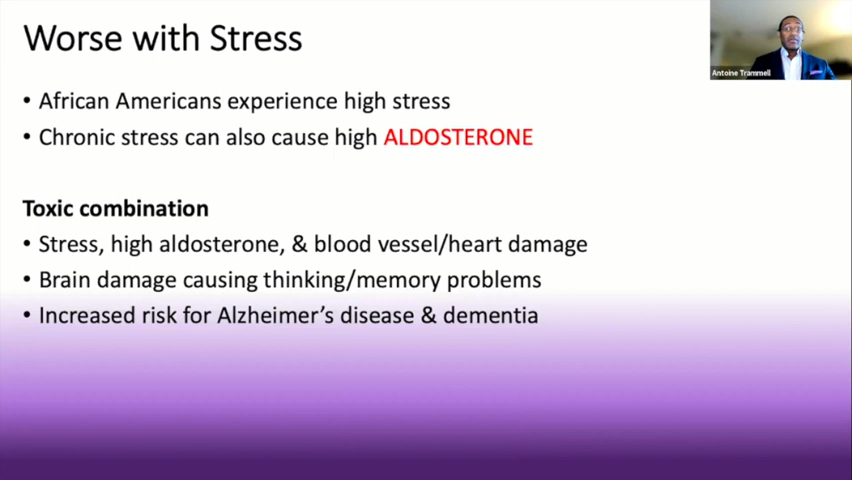 Worse with Stress
Antoine Trammell
• African Americans experience high stress
• Chronic stress can also cause high ALDOSTERONE
Toxic combination
• Stress, high aldosterone, & blood vessel/heart damage
• Brain damage causing thinking/memory problems
• Increased risk for Alzheimer’s disease & dementia